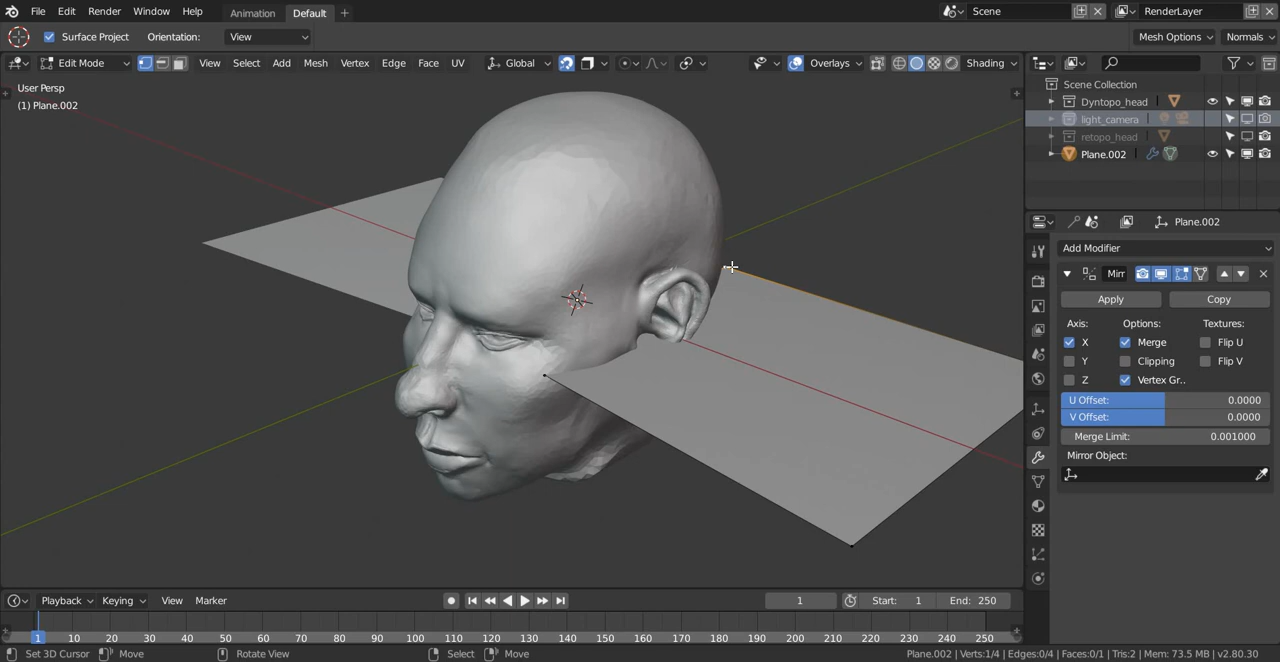 File Edit Render Window Help Animation Default + Scene RenderLayer
Surface Project Orientation: View Mesh Options Normals
Edit Mode View Select Add Mesh Vertex Edge Face UV Global Overlays Shading
User Persp
(1) Plane.002
Scene Collection
Dyntopo_head
light_camera
retopo_head
Plane.002
Plane.002
Add Modifier
Mirr
Apply Copy
Axis: Options: Textures:
X Merge Flip U
Y Clipping Flip V
Z Vertex Gr..
U Offset: 0.0000
V Offset: 0.0000
Merge Limit: 0.001000
Mirror Object:
Playback Keying View Marker 1 Start: 1 End: 250
1 10 20 30 40 50 60 70 80 90 100 110 120 130 140 150 160 170 180 190 200 210 220 230 240 250
Set 3D Cursor Move Rotate View Select Move Plane.002 | Verts:1/4 | Edges:0/4 | Faces:0/1 | Tris:2 | Mem: 73.5 MB | v2.80.30